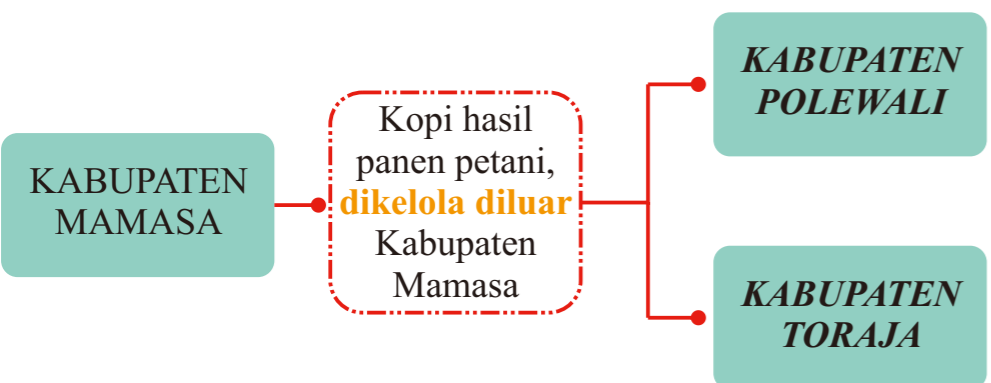 KABUPATEN
MAMASA
Kopi hasil
panen petani,
dikelola diluar
Kabupaten
Mamasa
KABUPATEN
POLEWALI
KABUPATEN
TORAJA